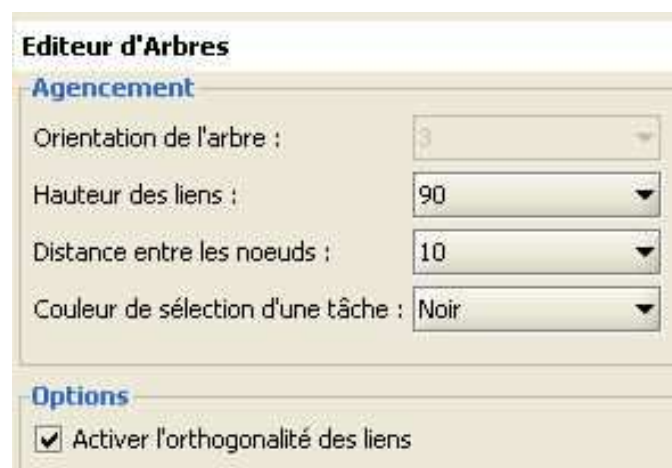 Editeur d'Arbres
Agencement
Orientation de l'arbre : 3
Hauteur des liens : 90
Distance entre les noeuds : 10
Couleur de sélection d'une tâche : Noir
Options
Activer l'orthogonalité des liens